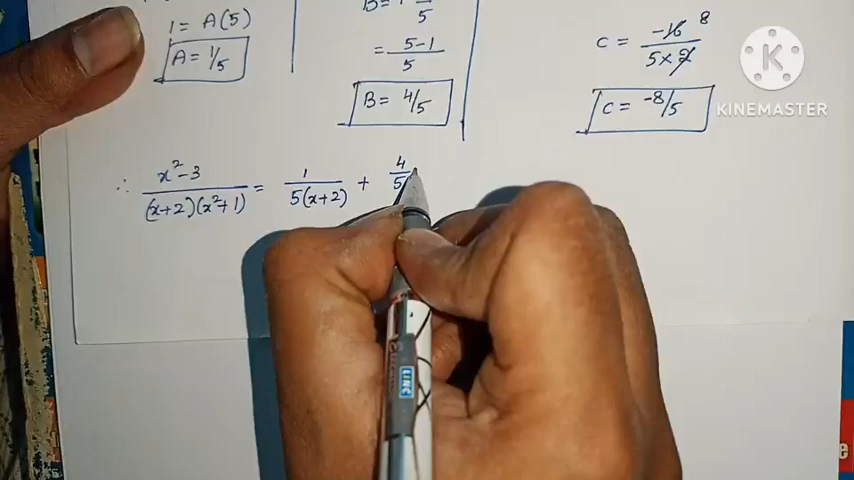 1 = A(5)
A = 1/5
5
= 5-1/5
B = 4/5
C = -16 8/5×2
C = -8/5
∴ x²-3/(x+2)(x²+1) = 1/5(x+2) + 4/5
KINEMASTER
LINC
e